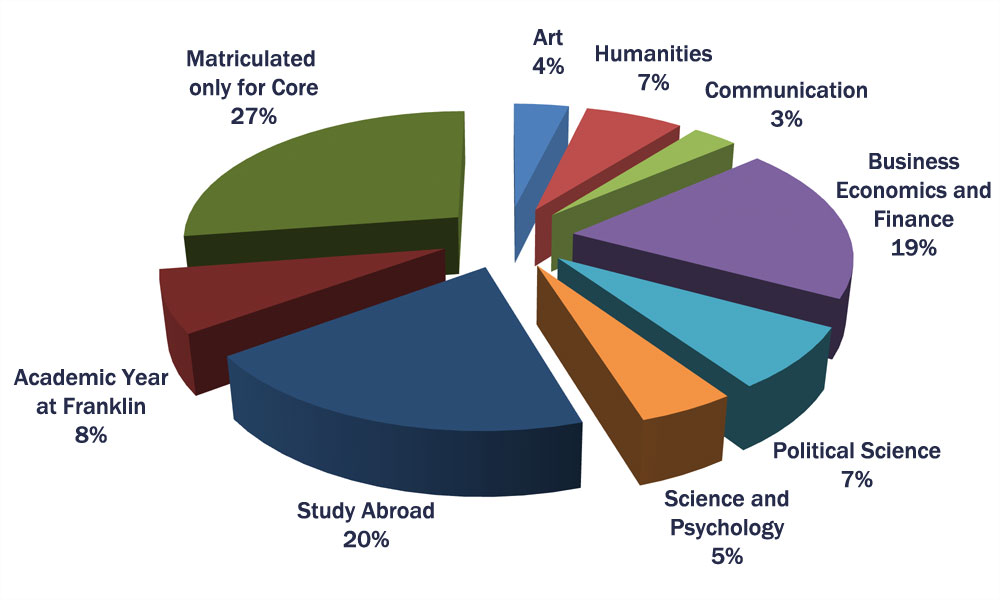 Art
4%
Humanities
7%
Communication
3%
Business
Economics and
Finance
19%
Political Science
7%
Science and
Psychology
5%
Study Abroad
20%
Academic Year
at Franklin
8%
Matriculated
only for Core
27%